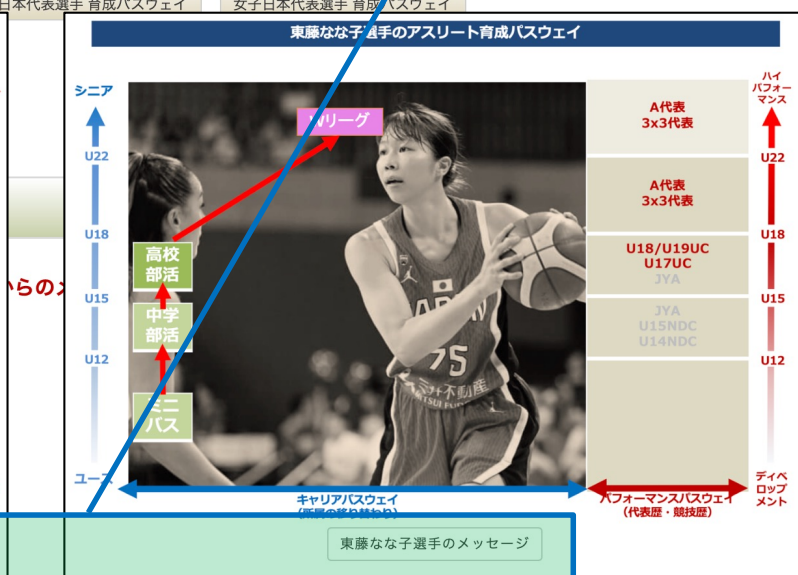 日本代表選手 育成パスウェイ
女子日本代表選手 育成パスウェイ
東藤なな子選手のアスリート育成パスウェイ
シニア
U22
U18
U15
U12
ユース
Wリーグ
高校
部活
中学
部活
ミニ
バス
JAPAN
75
三井不動産
A代表
3x3代表
A代表
3x3代表
U18/U19UC
U17UC
JYA
JYA
U15NDC
U14NDC
ハイ
パフォー
マンス
U22
U18
U15
U12
ディベ
ロップ
メント
キャリアパスウェイ
(所属の移り替わり)
パフォーマンスパスウェイ
(代表歴・競技歴)
からの
東藤なな子選手のメッセージ